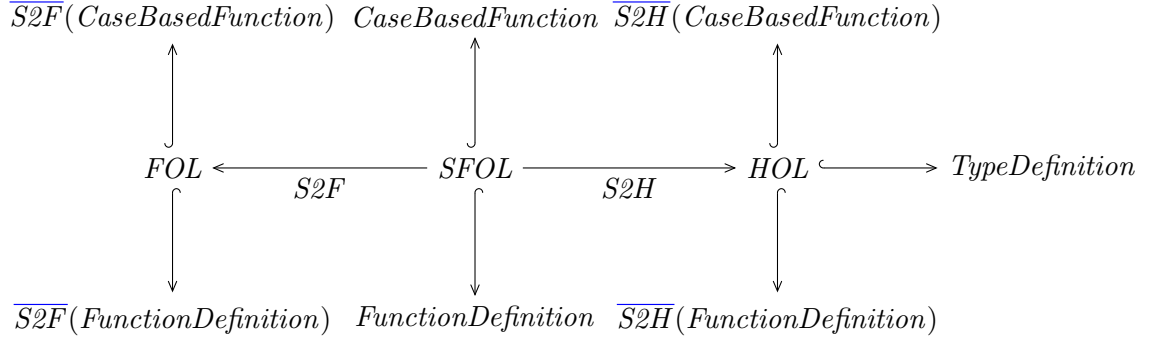 S2F(CaseBasedFunction) CaseBasedFunction S2H(CaseBasedFunction)
FOL SFOL HOL TypeDefinition
S2F S2H
S2F(FunctionDefinition) FunctionDefinition S2H(FunctionDefinition)